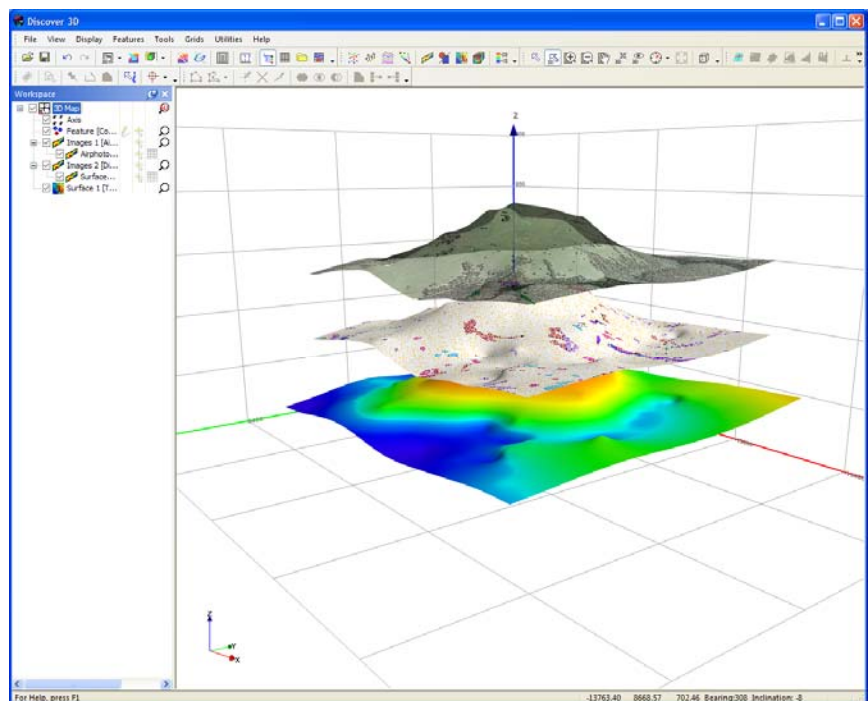 Discover 3D
File View Display Features Tools Grids Utilities Help
Workspace
3D Map
Axis
Feature [Co...
Images 1 [Ai...
Airphoto...
Images 2 [Di...
Surface...
Surface 1 [T...
Z
Z
Y
X
For Help, press F1
-13763.40 8668.57 702.46 Bearing:308 Inclination: -8